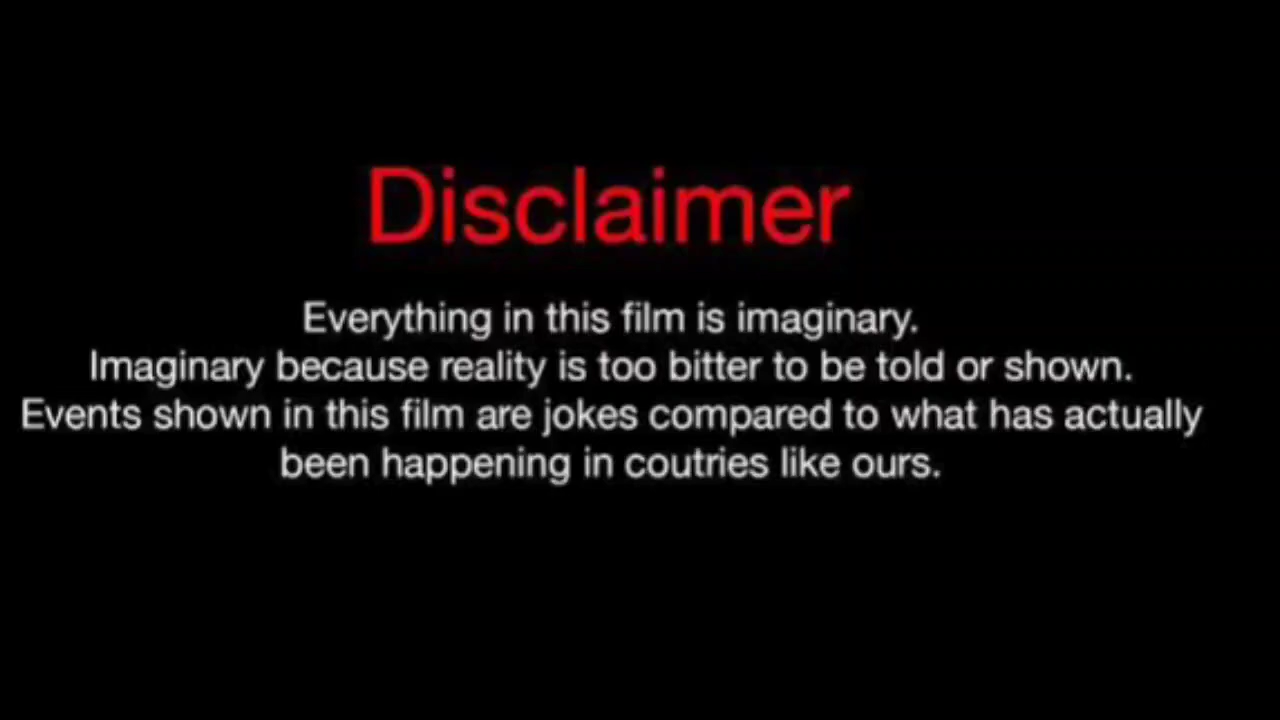 Disclaimer
Everything in this film is imaginary.
Imaginary because reality is too bitter to be told or shown.
Events shown in this film are jokes compared to what has actually
been happening in coutries like ours.